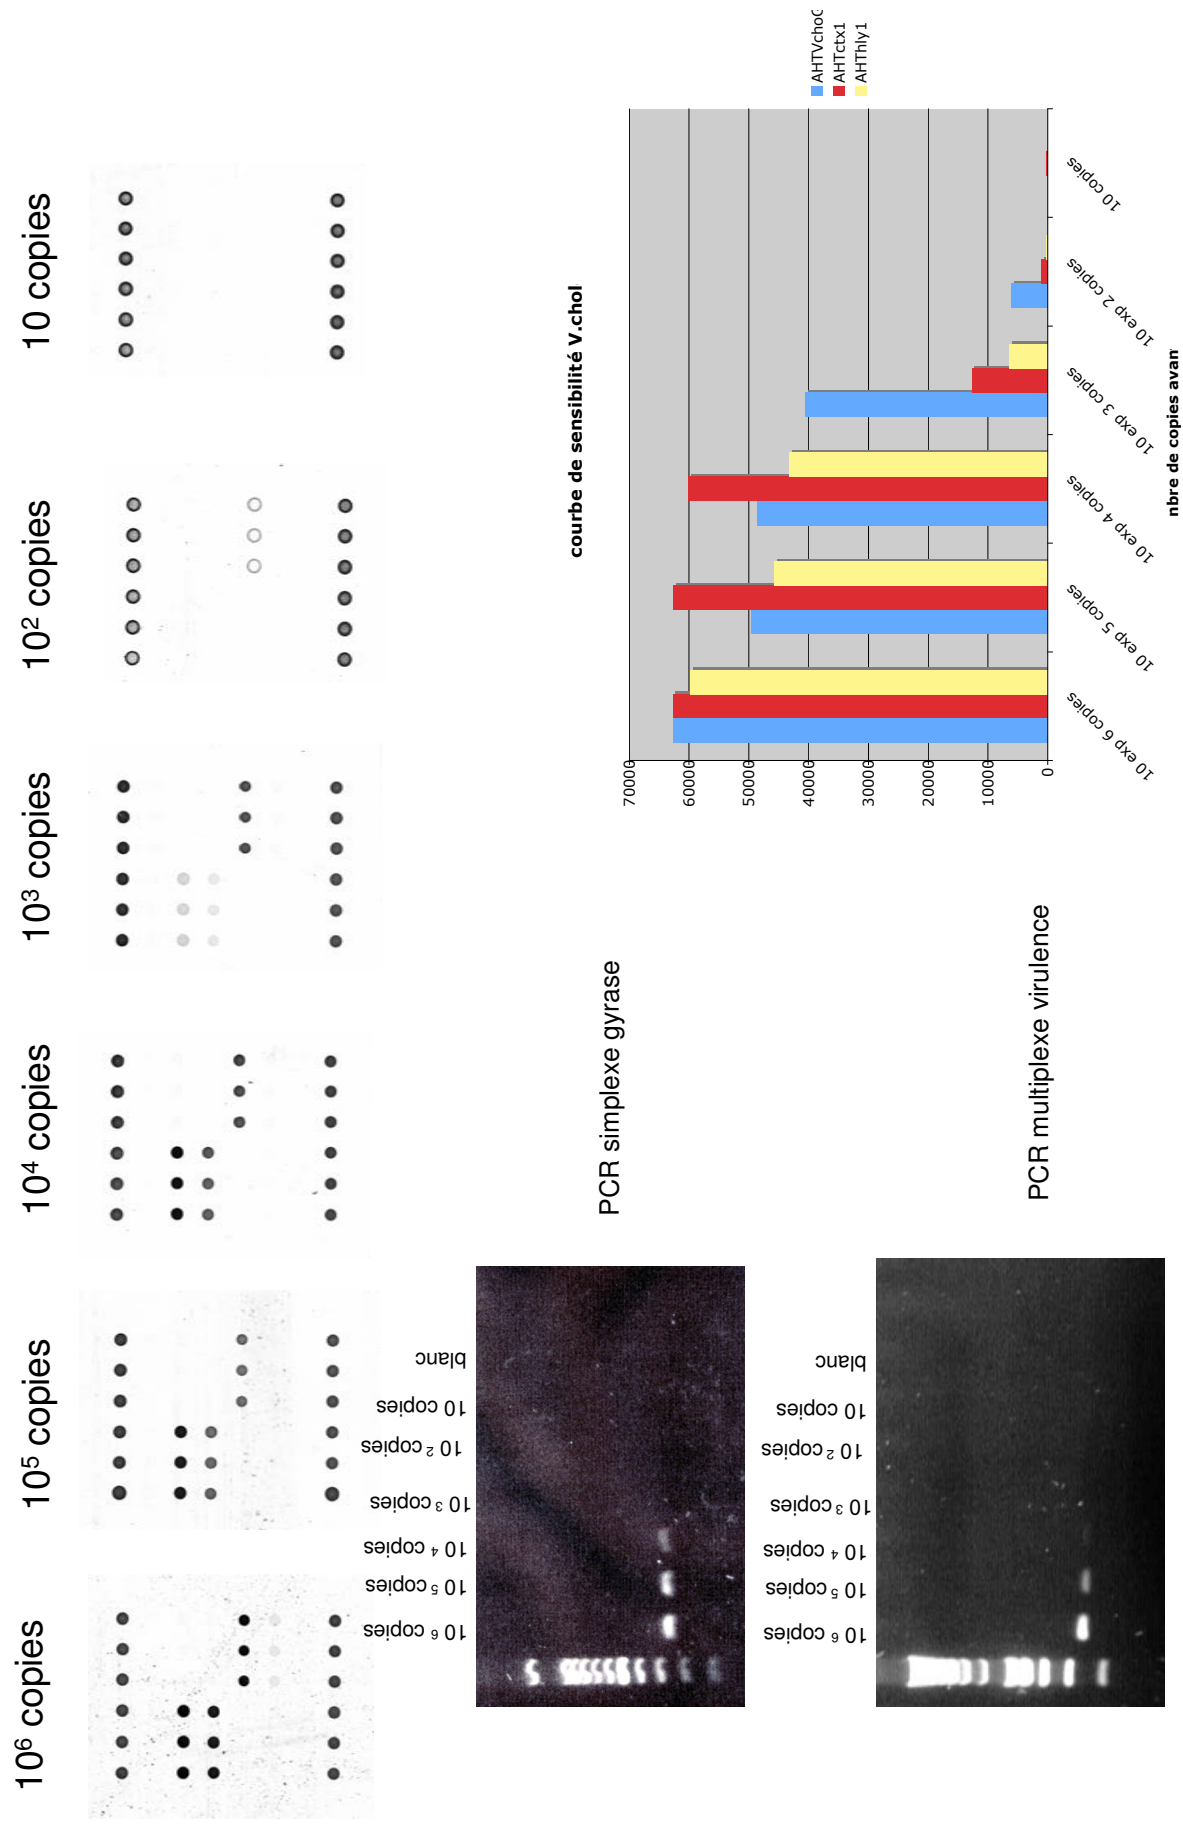 10⁶ copies
10⁵ copies
10⁴ copies
10³ copies
10² copies
10 copies
10 ⁶ copies
10 ⁵ copies
10 ⁴ copies
10 ³ copies
10 ² copies
10 copies
blanc
PCR simplexe gyrase
10 ⁶ copies
10 ⁵ copies
10 ⁴ copies
10 ³ copies
10 ² copies
10 copies
blanc
PCR multiplexe virulence
courbe de sensibilité V.chol
70000
60000
50000
40000
30000
20000
10000
0
10 exp 6 copies
10 exp 5 copies
10 exp 4 copies
10 exp 3 copies
10 exp 2 copies
10 copies
nbre de copies avan
AHTVcho
AHTctx1
AHThly1